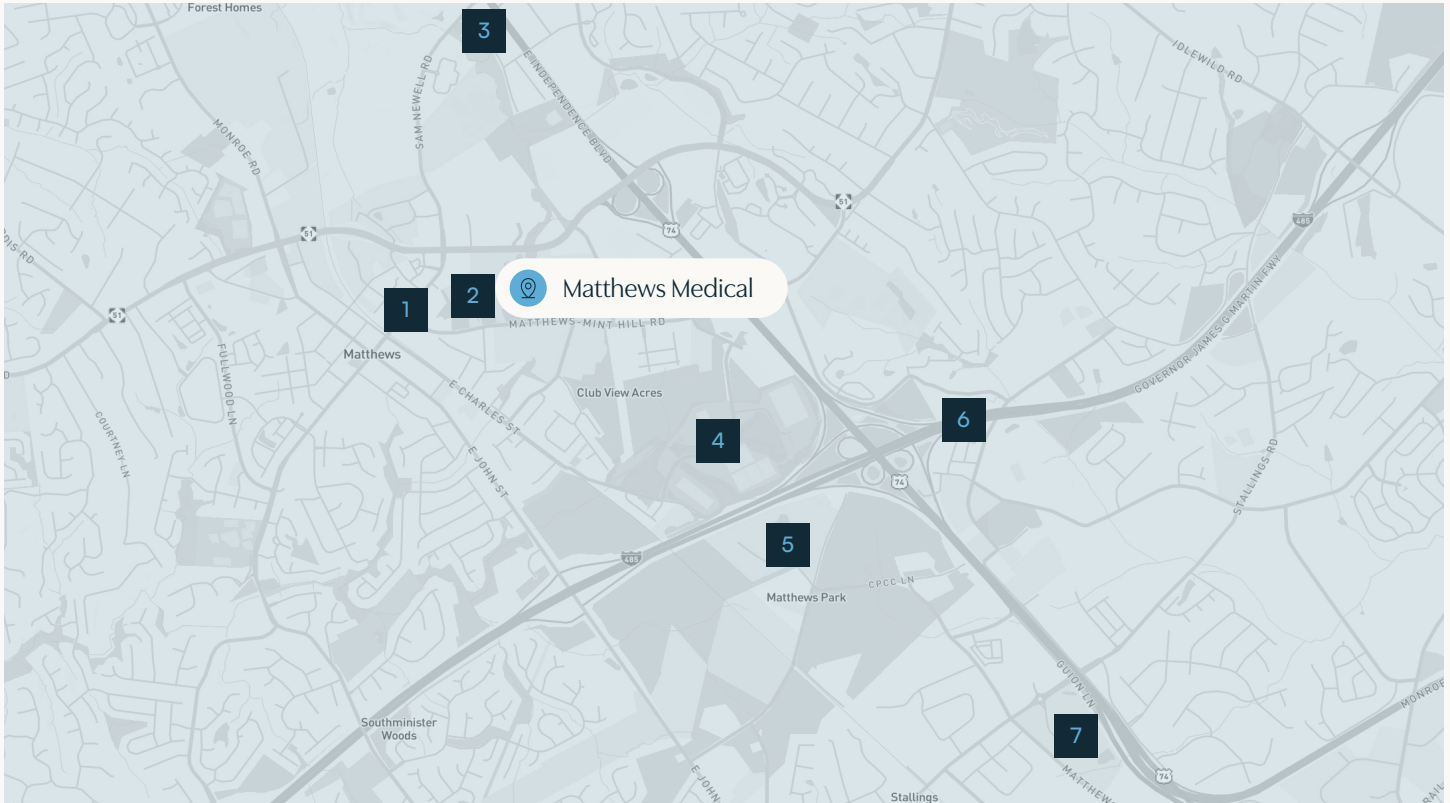 Forest Homes
3
IDLEWILD RD
SAM NEWELL RD
E INDEPENDENCE BLVD
MONROE RD
51
74
485
51
DIS RD
51
1
2
Matthews Medical
MATTHEWS-MINT HILL RD
GOVERNOR JAMES G MARTIN FWY
Matthews
FULLWOOD LN
D
E CHARLES ST
Club View Acres
COURTNEY LN
4
6
E JOHN ST
74
STALLINGS RD
485
5
CPCC LN
Matthews Park
GUION LN
MONROE
Southminister
Woods
7
E JOHN
MATTHEWS
74
Stallings